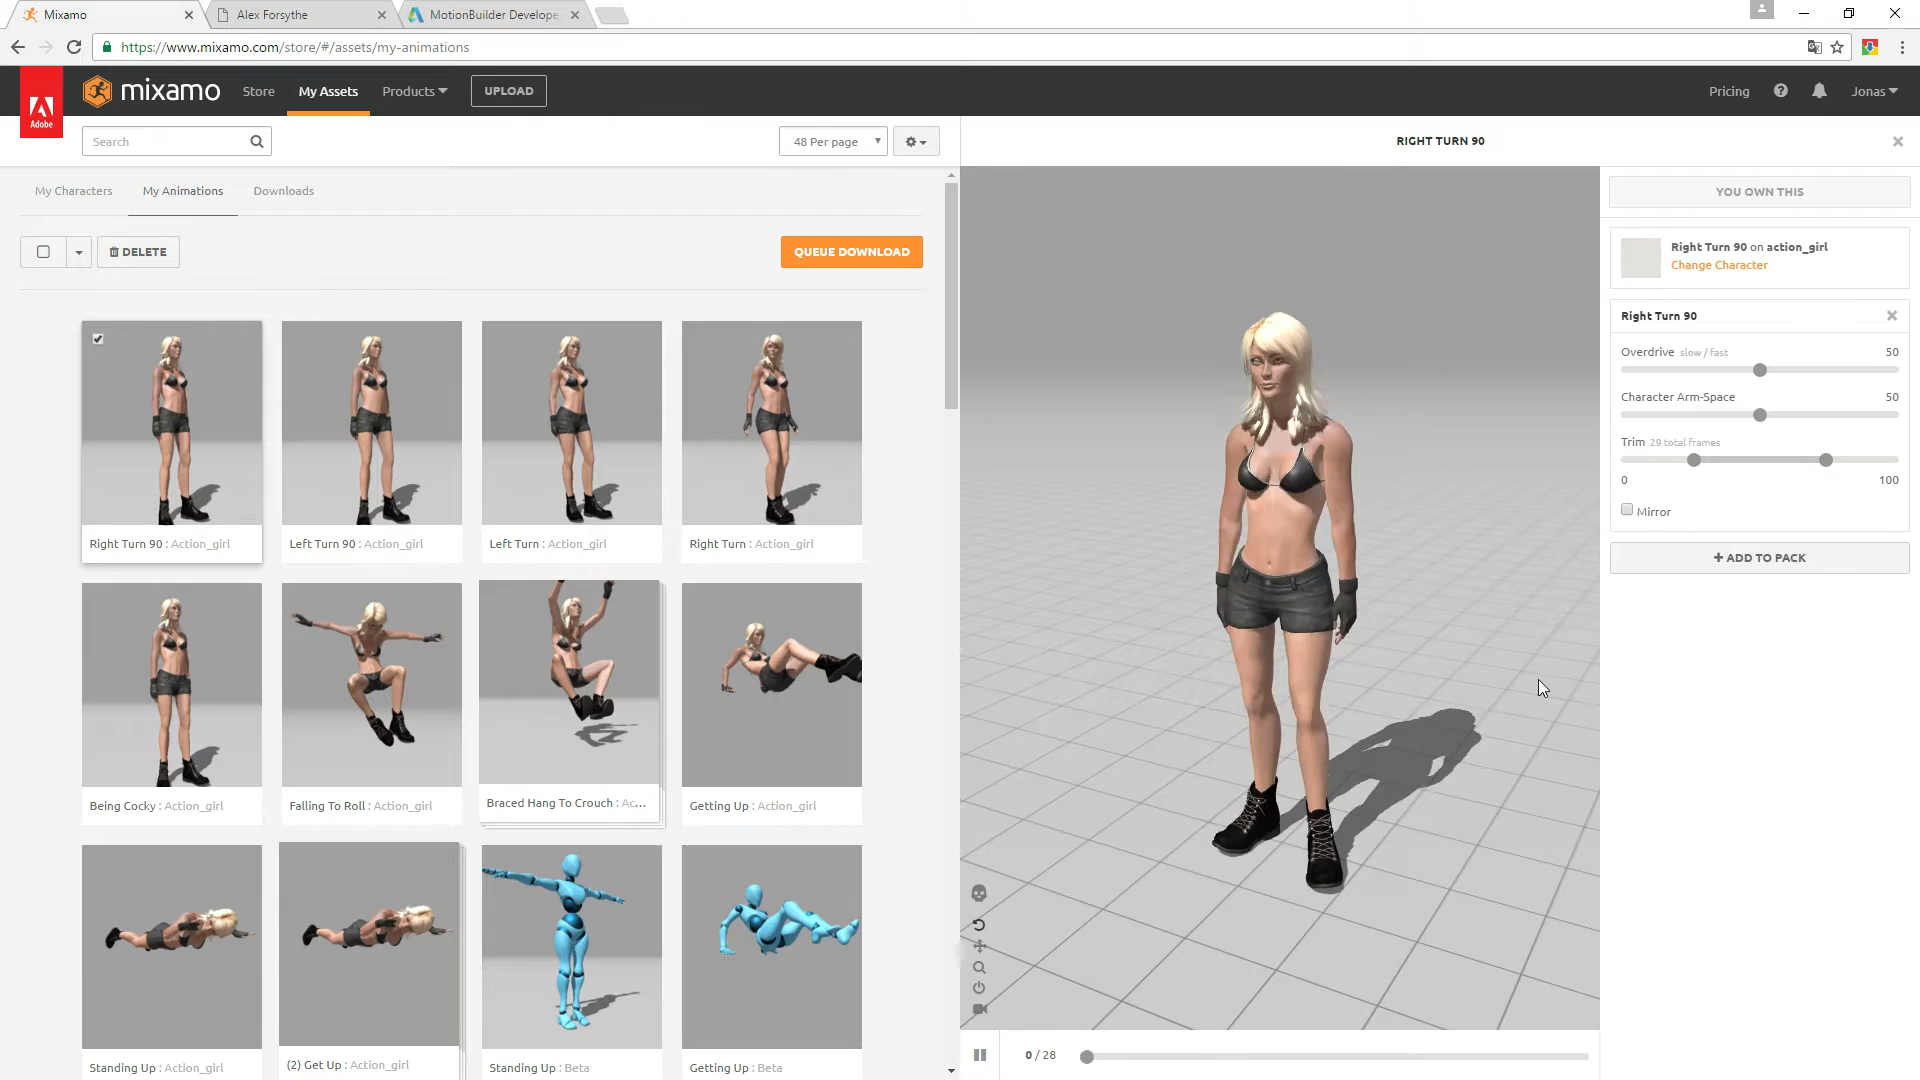 Mixamo
Alex Forsythe
MotionBuilder Develope
https://www.mixamo.com/store/#/assets/my-animations
Adobe
mixamo
Store
My Assets
Products
UPLOAD
Pricing
Jonas
Search
48 Per page
RIGHT TURN 90
My Characters
My Animations
Downloads
YOU OWN THIS
DELETE
QUEUE DOWNLOAD
Right Turn 90 on action_girl
Change Character
Right Turn 90
Overdrive slow / fast 50
Character Arm-Space 50
Trim 29 total frames
0 100
Mirror
+ ADD TO PACK
Right Turn 90 : Action_girl
Left Turn 90 : Action_girl
Left Turn : Action_girl
Right Turn : Action_girl
Being Cocky : Action_girl
Falling To Roll : Action_girl
Braced Hang To Crouch : Ac...
Getting Up : Action_girl
Standing Up : Action_girl
(2) Get Up : Action_girl
Standing Up : Beta
Getting Up : Beta
0 / 28